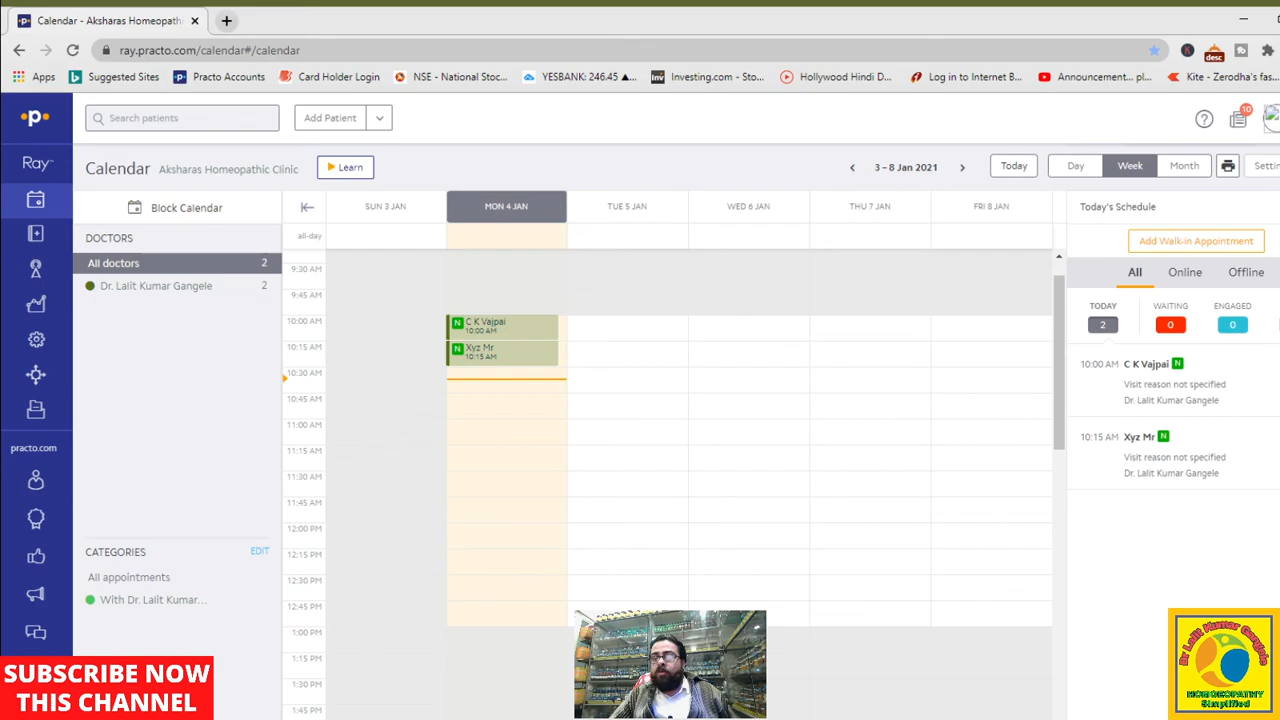 Calendar - Aksharas Homeopath
ray.practo.com/calendar#/calendar
Apps
Suggested Sites
Practo Accounts
Card Holder Login
NSE - National Stoc...
YESBANK: 246.45 ▲...
Investing.com - Sto...
Hollywood Hindi D...
Log in to Internet B...
Announcement... pl...
Kite - Zerodha's fas...
desc
Search patients
Add Patient
10
Ray
Calendar
Aksharas Homeopathic Clinic
Learn
3 - 8 Jan 2021
Today
Day
Week
Month
Block Calendar
SUN 3 JAN
MON 4 JAN
TUE 5 JAN
WED 6 JAN
THU 7 JAN
FRI 8 JAN
all-day
DOCTORS
All doctors 2
Dr. Lalit Kumar Gangele 2
9:30 AM
9:45 AM
10:00 AM
10:15 AM
10:30 AM
10:45 AM
11:00 AM
11:15 AM
11:30 AM
11:45 AM
12:00 PM
12:15 PM
12:30 PM
12:45 PM
1:00 PM
1:15 PM
1:30 PM
1:45 PM
N C K Vajpai
10:00 AM
N Xyz Mr
10:15 AM
Today's Schedule
Add Walk-in Appointment
All
Online
Offline
TODAY
2
WAITING
0
ENGAGED
0
10:00 AM C K Vajpai N
Visit reason not specified
Dr. Lalit Kumar Gangele
10:15 AM Xyz Mr N
Visit reason not specified
Dr. Lalit Kumar Gangele
practo.com
CATEGORIES
EDIT
All appointments
With Dr. Lalit Kumar...
SUBSCRIBE NOW
THIS CHANNEL
Dr Lalit Kumar Gangele
HOMOEOPATHY
Simplified